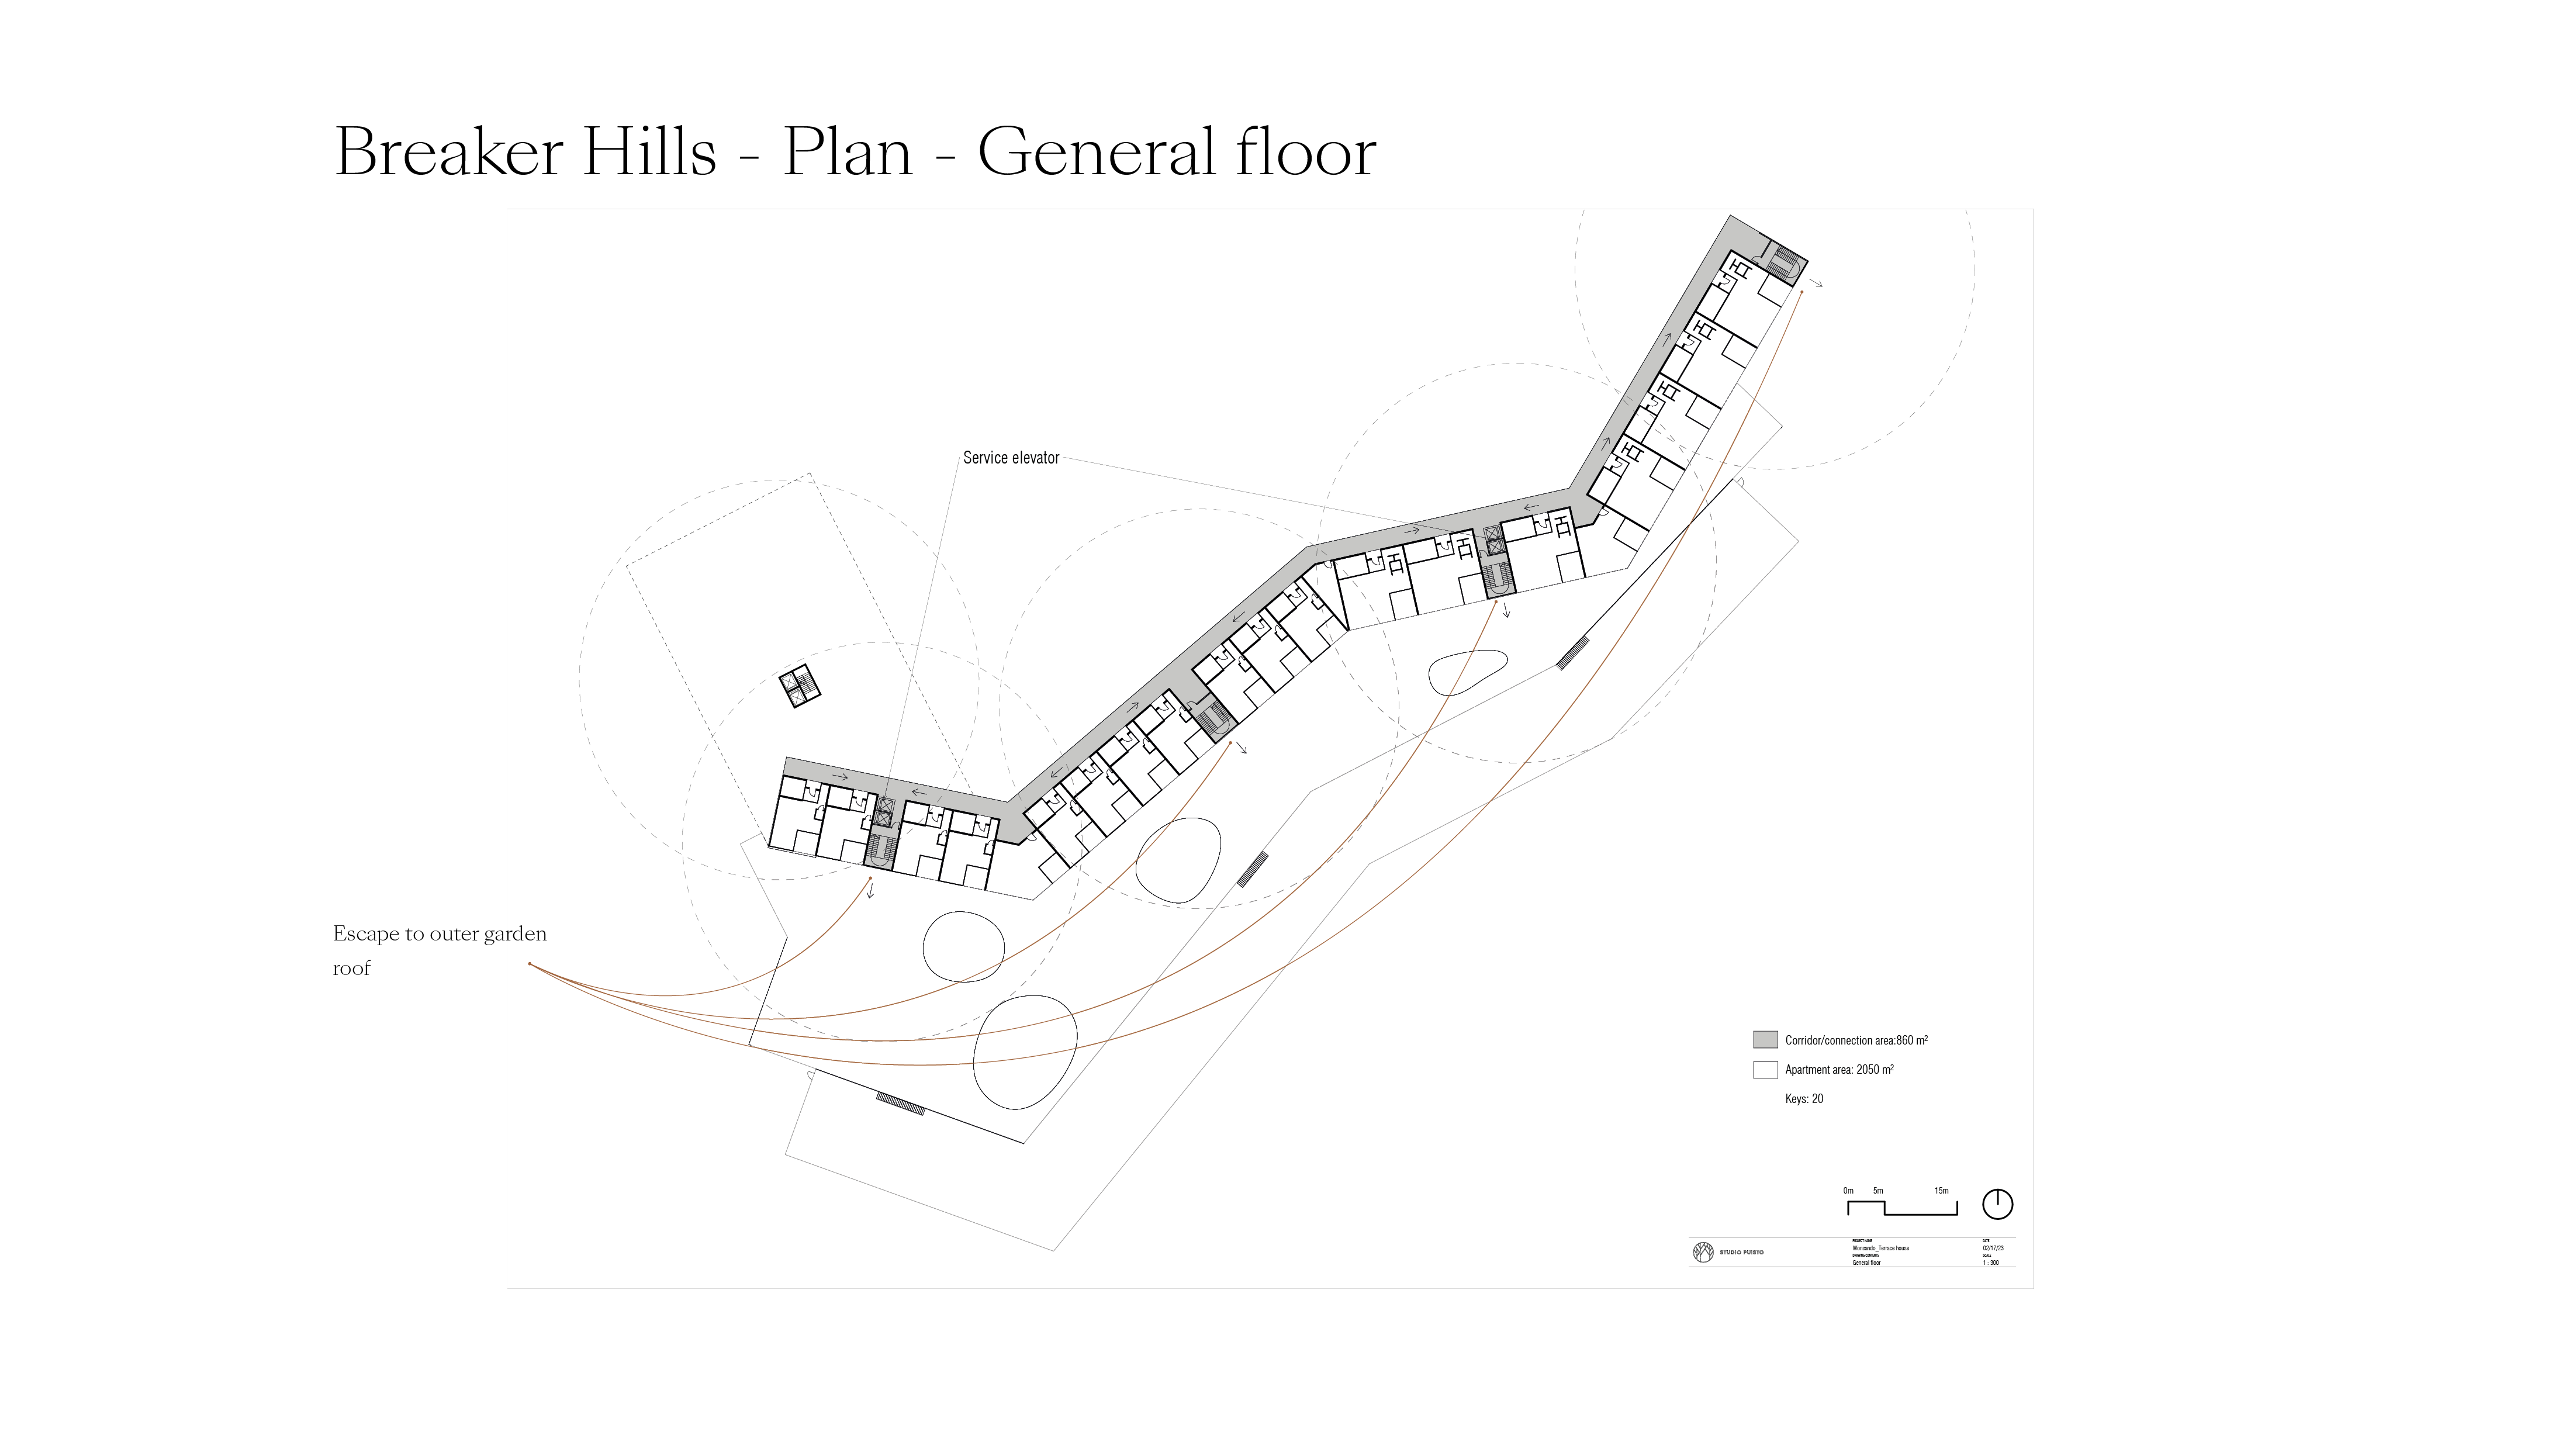 Breaker Hills - Plan - General floor
Service elevator
Escape to outer garden
roof
Corridor/connection area:860 m²
Apartment area: 2050 m²
Keys: 20
0m 5m 15m
STUDIO PUISTO
PROJECT NAME
Wonsando_Terrace house
DRAWING CONTENTS
General floor
DATE
02/17/23
SCALE
1 : 300